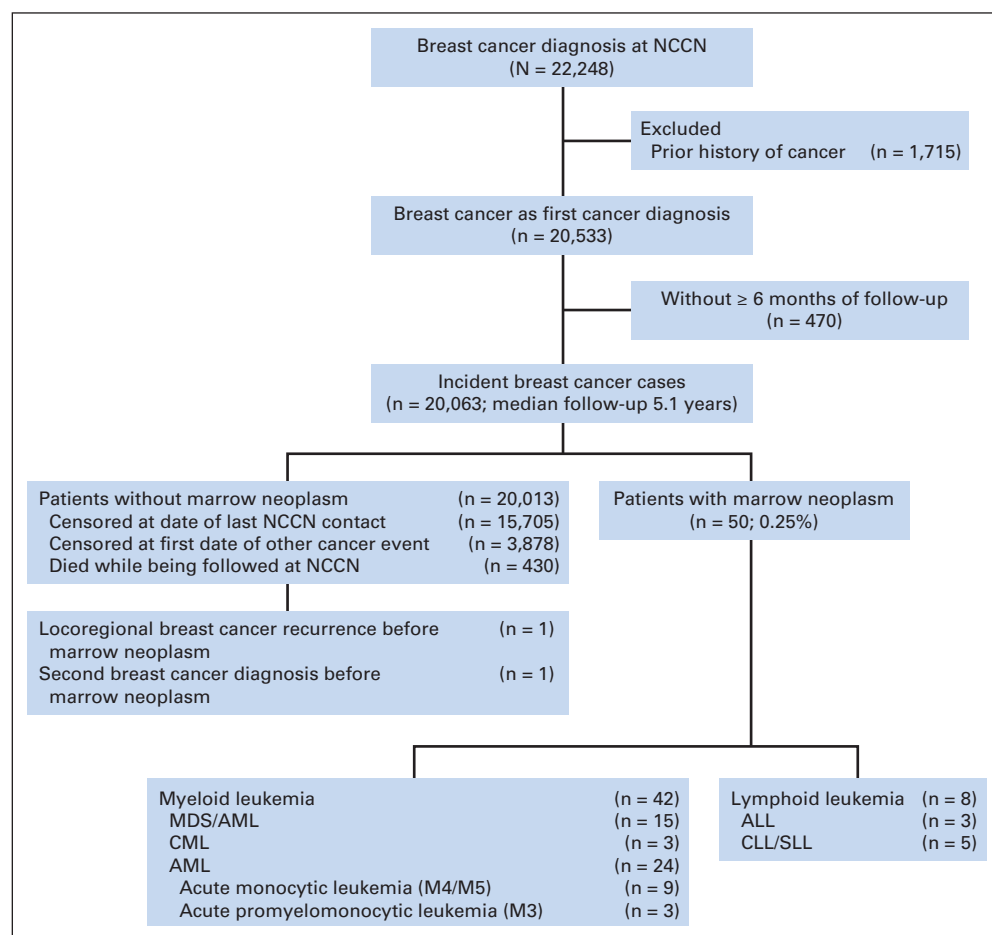 Breast cancer diagnosis at NCCN
(N = 22,248)
Excluded
Prior history of cancer (n = 1,715)
Breast cancer as first cancer diagnosis
(n = 20,533)
Without ≥ 6 months of follow-up
(n = 470)
Incident breast cancer cases
(n = 20,063; median follow-up 5.1 years)
Patients without marrow neoplasm (n = 20,013)
Censored at date of last NCCN contact (n = 15,705)
Censored at first date of other cancer event (n = 3,878)
Died while being followed at NCCN (n = 430)
Patients with marrow neoplasm
(n = 50; 0.25%)
Locoregional breast cancer recurrence before (n = 1)
marrow neoplasm
Second breast cancer diagnosis before (n = 1)
marrow neoplasm
Myeloid leukemia (n = 42)
MDS/AML (n = 15)
CML (n = 3)
AML (n = 24)
Acute monocytic leukemia (M4/M5) (n = 9)
Acute promyelomonocytic leukemia (M3) (n = 3)
Lymphoid leukemia (n = 8)
ALL (n = 3)
CLL/SLL (n = 5)